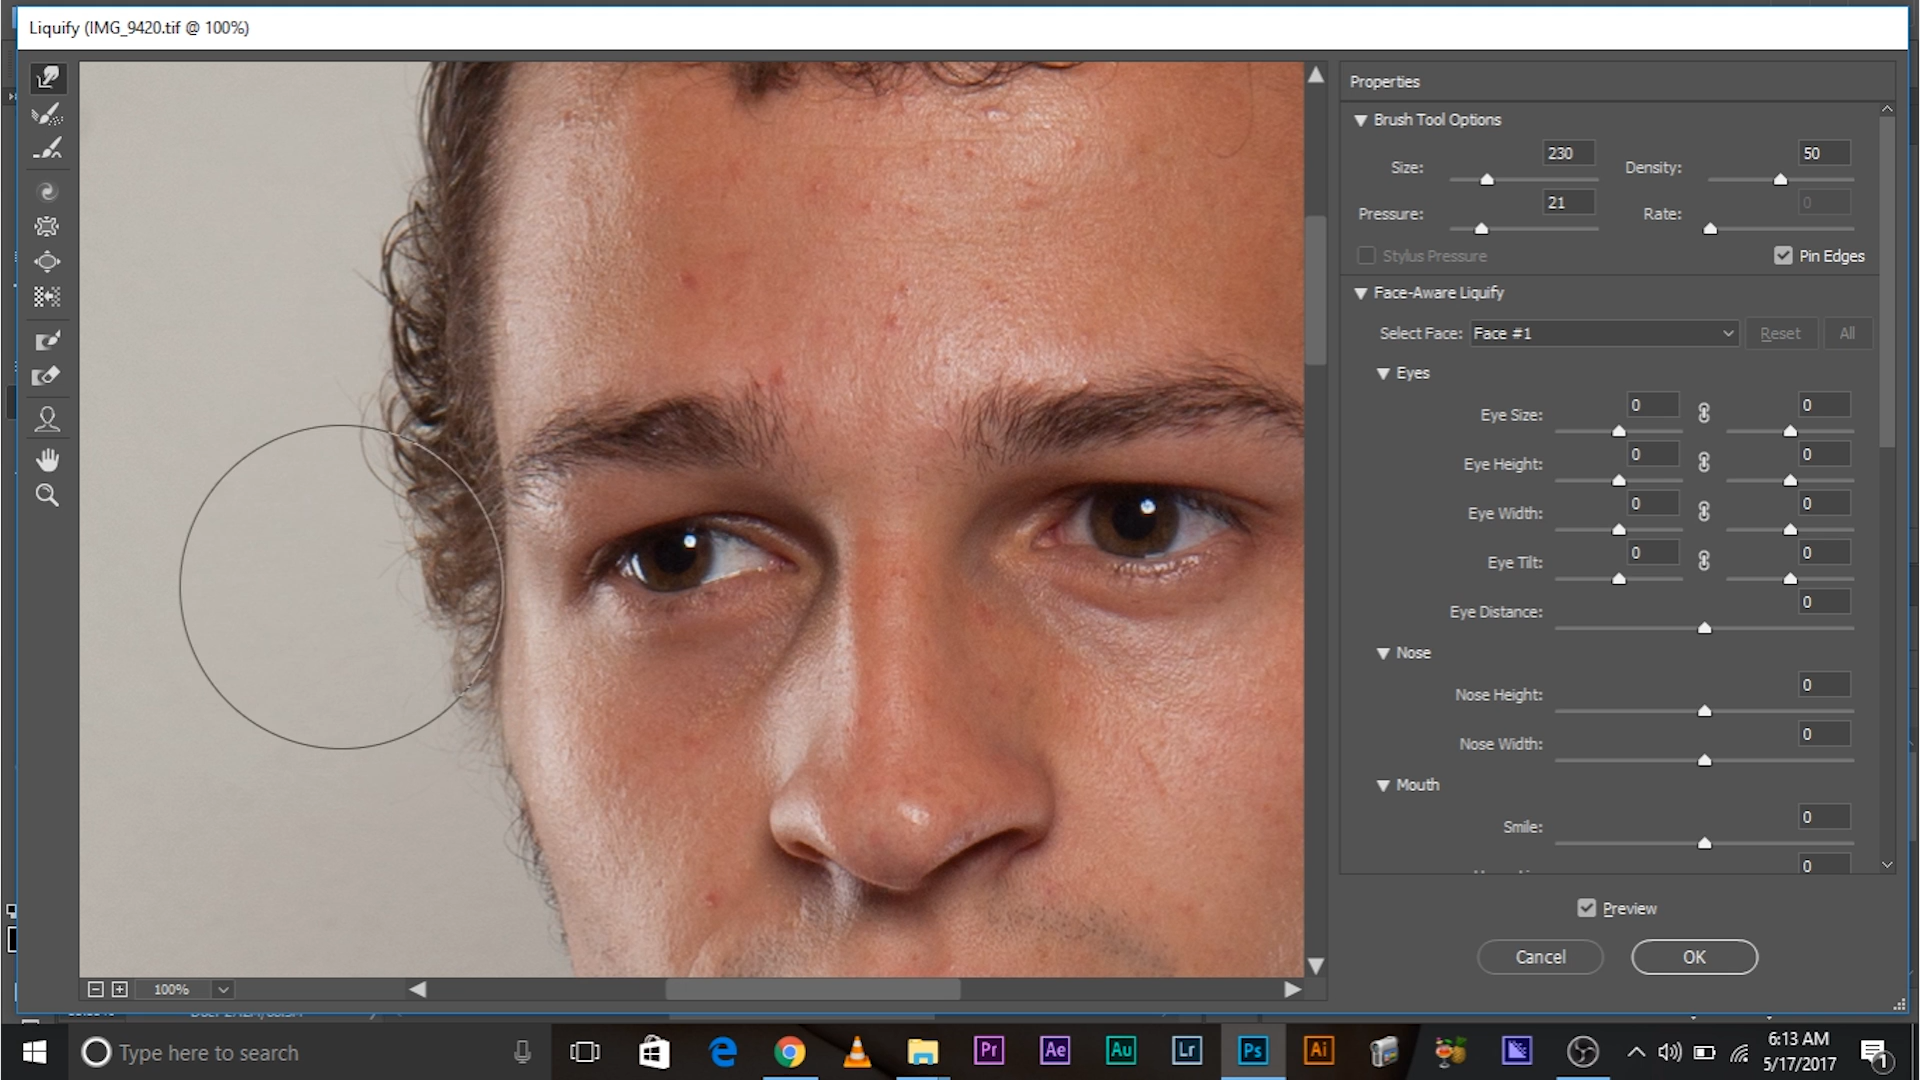 Liquify (IMG_9420.tif @ 100%)
Properties
Brush Tool Options
Size:
230
Density:
50
Pressure:
21
Rate:
0
Stylus Pressure
Pin Edges
Face-Aware Liquify
Select Face:
Face #1
Reset
All
Eyes
Eye Size:
0
0
Eye Height:
0
0
Eye Width:
0
0
Eye Tilt:
0
0
Eye Distance:
0
Nose
Nose Height:
0
Nose Width:
0
Mouth
Smile:
0
0
Preview
Cancel
OK
100%
Type here to search
Pr
Ae
Au
Lr
Ps
Ai
6:13 AM
5/17/2017
1